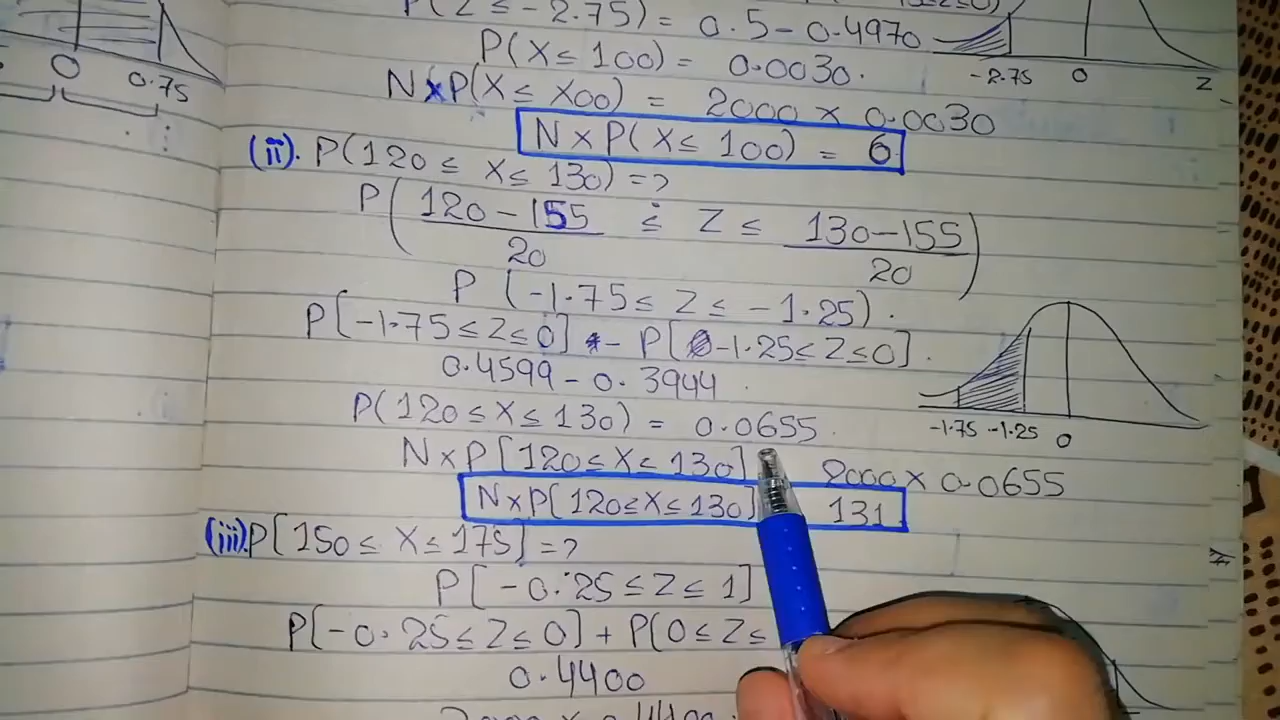 P(Z ≤ -2.75) = 0.5-0.4970
P(X ≤ 100) = 0.0030.
N x P(X ≤ X00) = 2000 x 0.0030
N x P(X ≤ 100) = 6
(ii). P(120 ≤ X ≤ 130) = ?
P(120-155/20 ≤ Z ≤ 130-155/20)
P(-1.75 ≤ Z ≤ -1.25).
P[-1.75 ≤ Z ≤ 0] - P[-1.25 ≤ Z ≤ 0].
0.4599 - 0.3944
P(120 ≤ X ≤ 130) = 0.0655.
N x P[120 ≤ X ≤ 130] 2000 x 0.0655
N x P[120 ≤ X ≤ 130] 131
(iii). P[150 ≤ X ≤ 175] = ?
P[-0.25 ≤ Z ≤ 1]
P[-0.25 ≤ Z ≤ 0] + P(0 ≤ Z ≤
0.4400
0 0.75
-2.75 0 Z
-1.75 -1.25 0